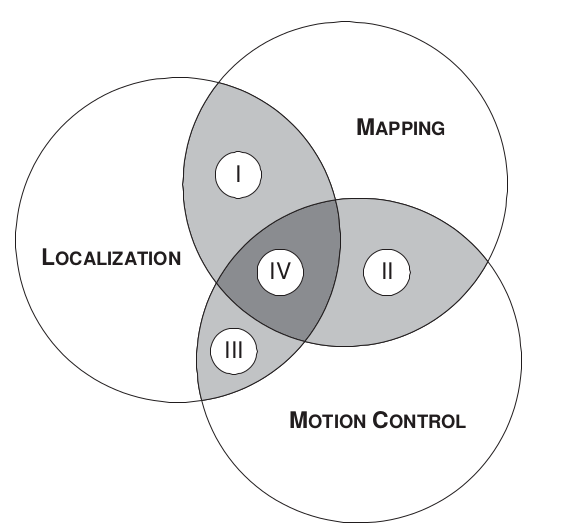 MAPPING
I
LOCALIZATION
IV
II
III
MOTION CONTROL